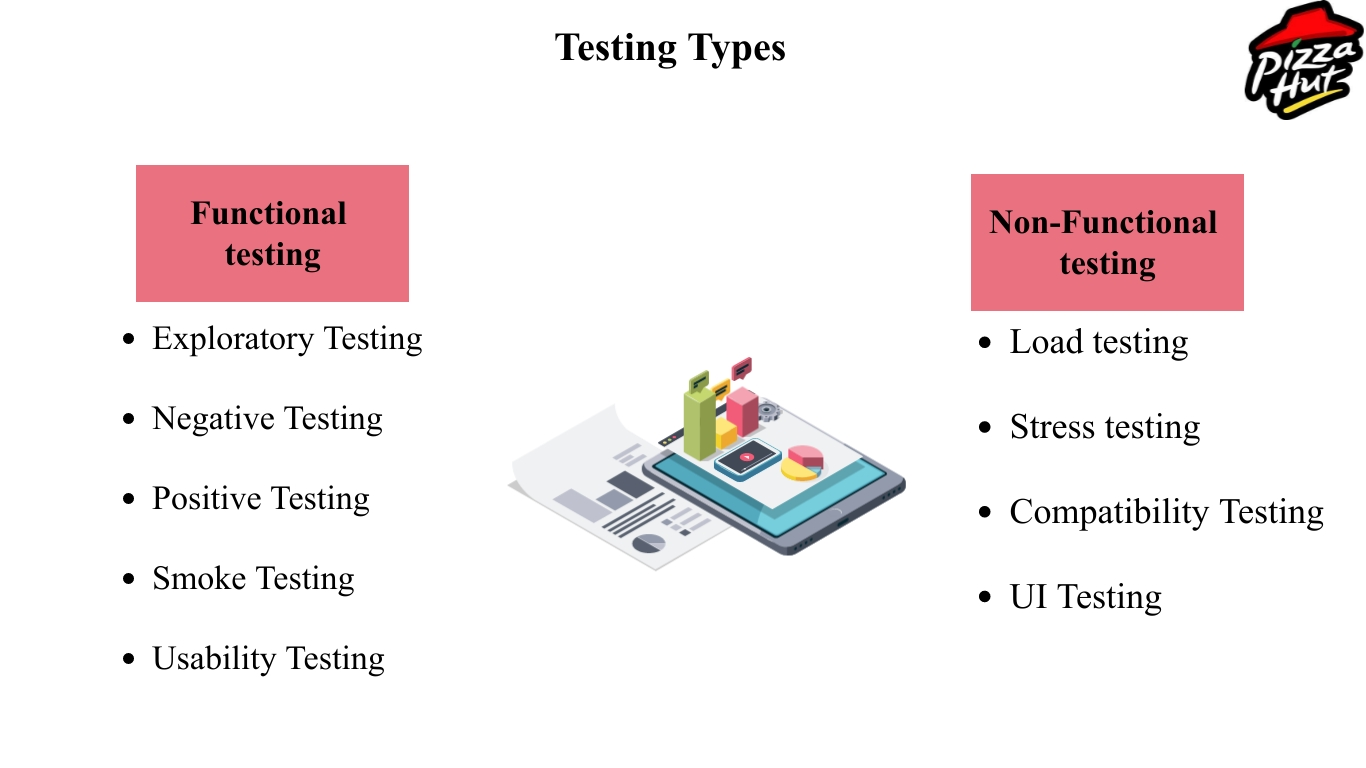 Testing Types
Pizza
Hut
Functional
testing
• Exploratory Testing
• Negative Testing
• Positive Testing
• Smoke Testing
• Usability Testing
Non-Functional
testing
• Load testing
• Stress testing
• Compatibility Testing
• UI Testing